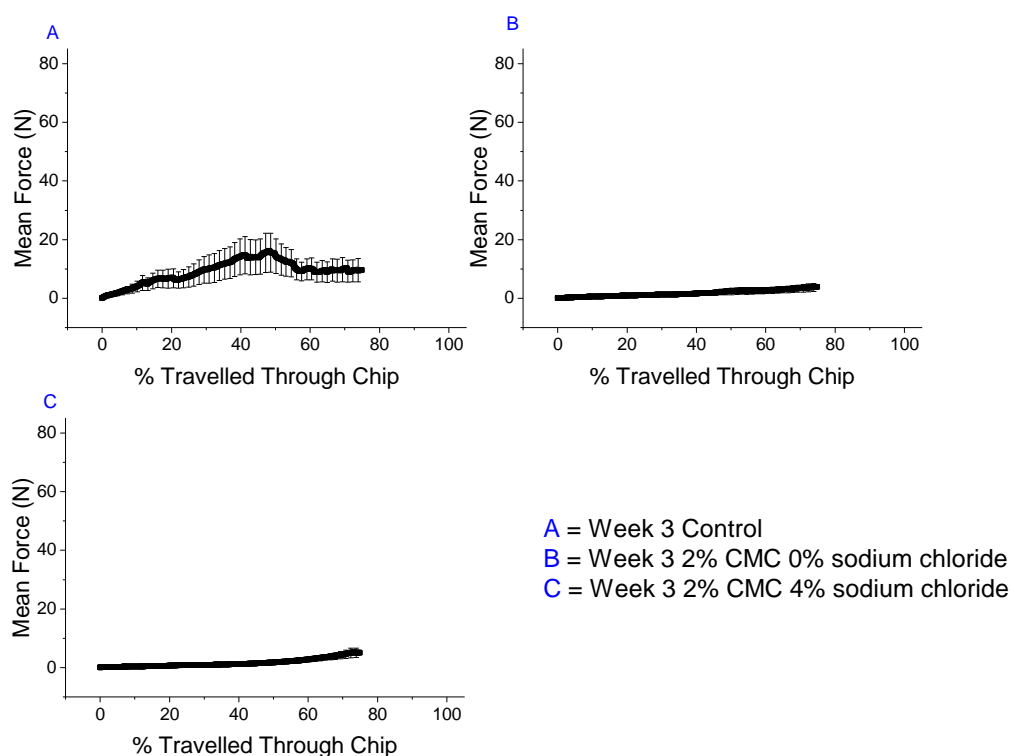 A
80
60
40
20
0
Mean Force (N)
0 20 40 60 80 100
% Travelled Through Chip
B
80
60
40
20
0
Mean Force (N)
0 20 40 60 80 100
% Travelled Through Chip
C
80
60
40
20
0
Mean Force (N)
0 20 40 60 80 100
% Travelled Through Chip
A = Week 3 Control
B = Week 3 2% CMC 0% sodium chloride
C = Week 3 2% CMC 4% sodium chloride